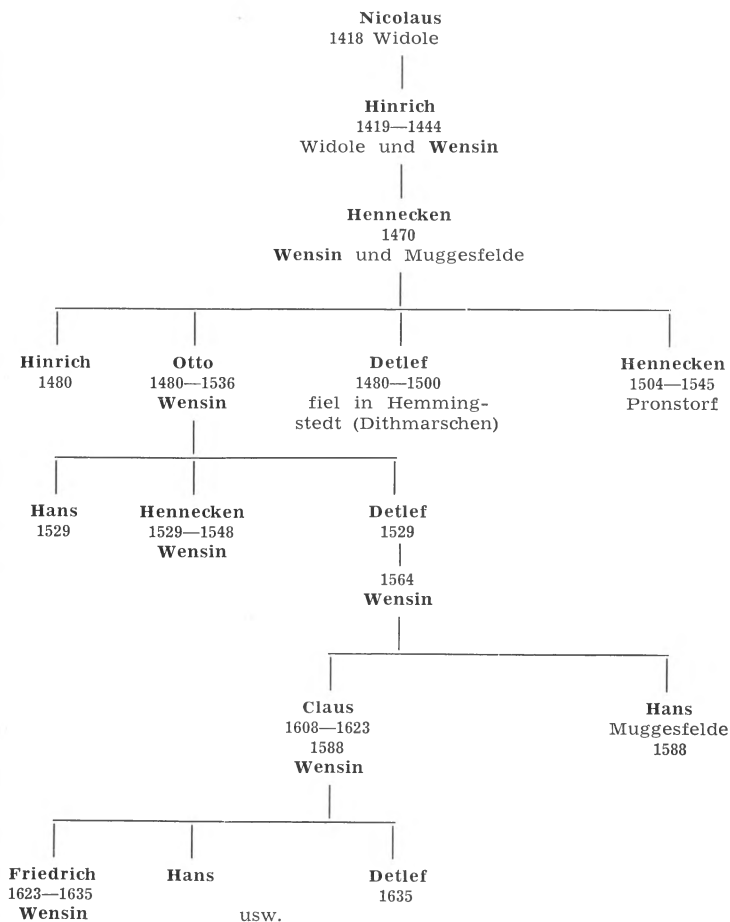 Nicolaus
1418 Widole
Hinrich
1419—1444
Widole und Wensin
Hennecken
1470
Wensin und Muggesfelde
Hinrich
1480
Otto
1480—1536
Wensin
Detlef
1480—1500
fiel in Hemming-
stedt (Dithmarschen)
Hennecken
1504—1545
Pronstorf
Hans
1529
Hennecken
1529—1548
Wensin
Detlef
1529
1564
Wensin
Claus
1608—1623
1588
Wensin
Hans
Muggesfelde
1588
Friedrich
1623—1635
Wensin
Hans
Detlef
1635
usw.